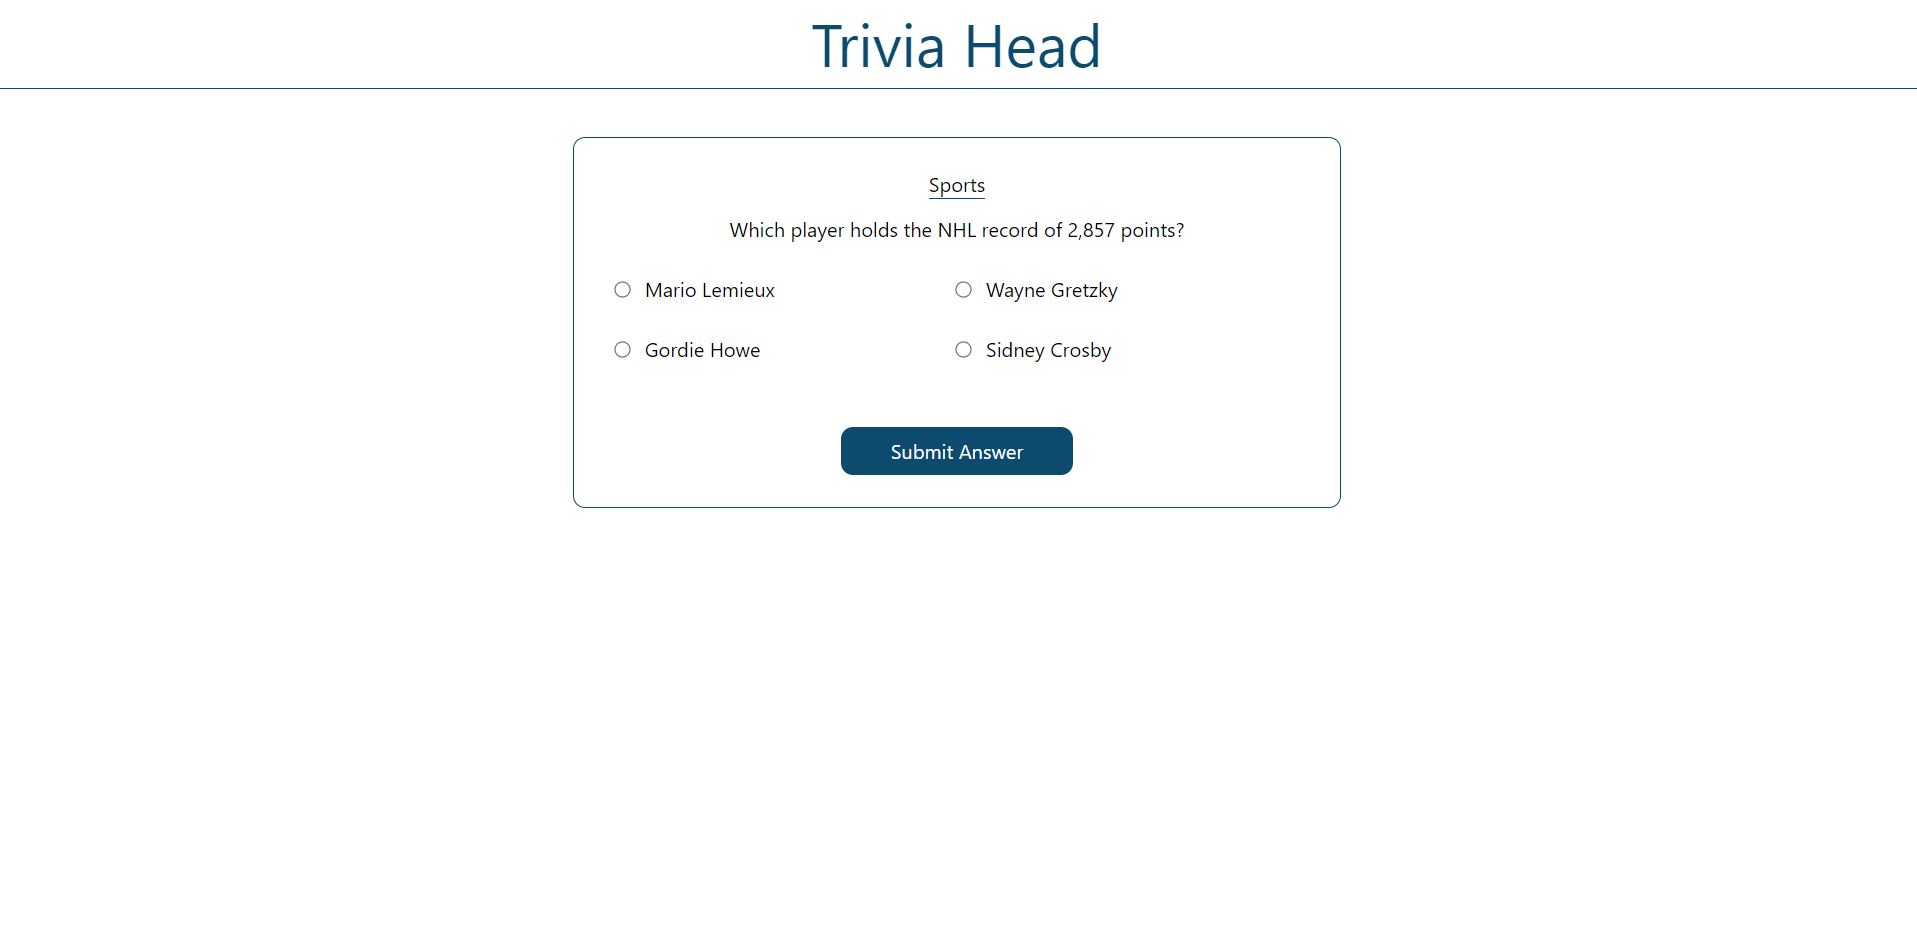 Trivia Head
Sports
Which player holds the NHL record of 2,857 points?
Mario Lemieux
Wayne Gretzky
Gordie Howe
Sidney Crosby
Submit Answer